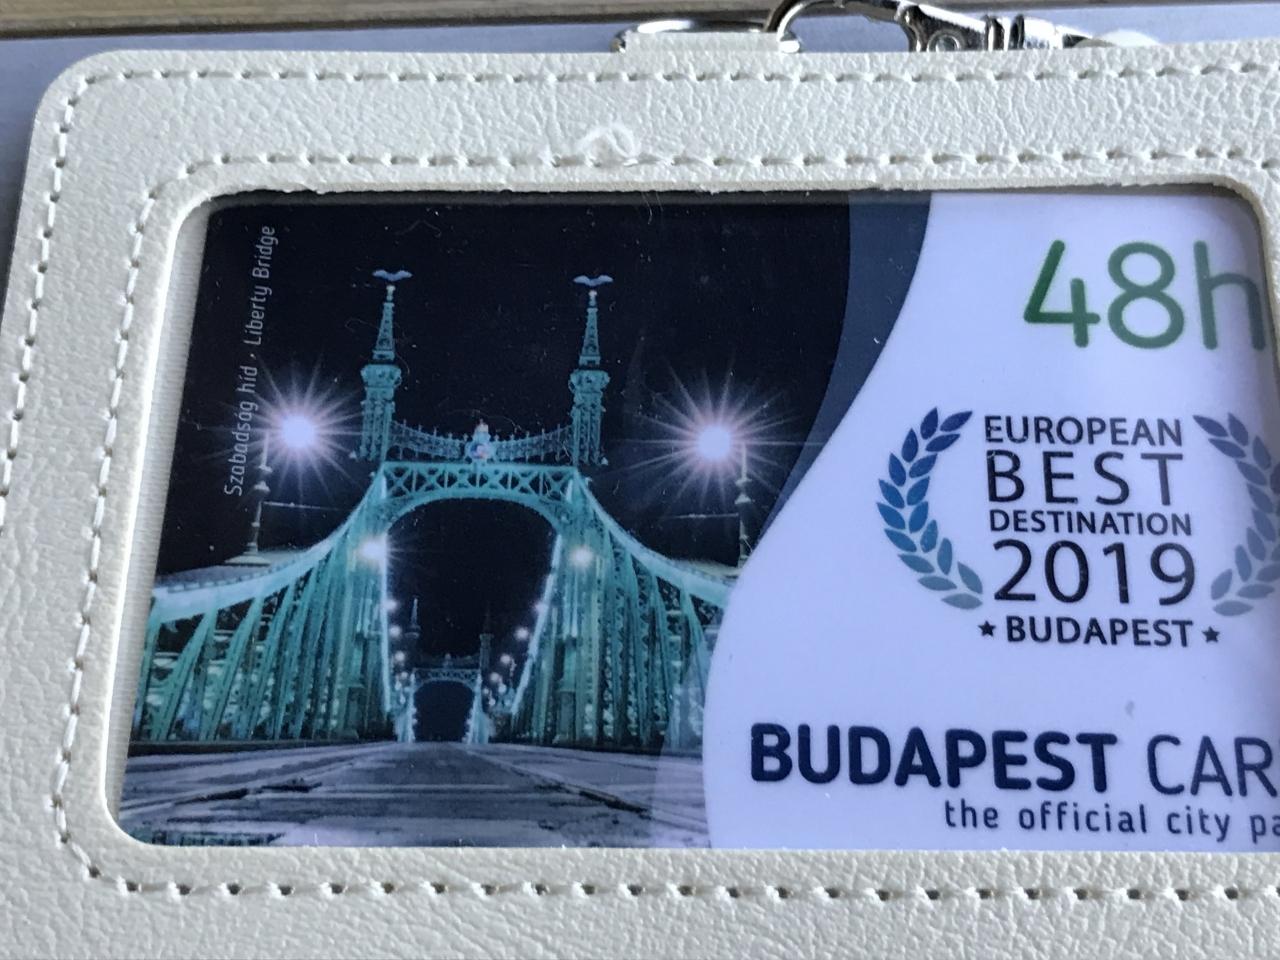 Szabadság híd · Liberty Bridge
48h
EUROPEAN
BEST
DESTINATION
2019
★ BUDAPEST ★
BUDAPEST CAR
the official city pa